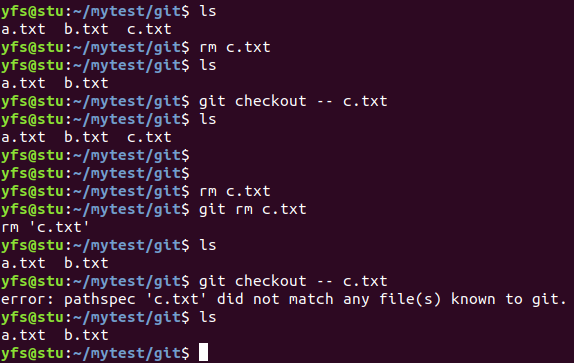 yfs@stu:~/mytest/git$ ls
a.txt  b.txt  c.txt
yfs@stu:~/mytest/git$ rm c.txt
yfs@stu:~/mytest/git$ ls
a.txt  b.txt
yfs@stu:~/mytest/git$ git checkout -- c.txt
yfs@stu:~/mytest/git$ ls
a.txt  b.txt  c.txt
yfs@stu:~/mytest/git$
yfs@stu:~/mytest/git$
yfs@stu:~/mytest/git$ rm c.txt
yfs@stu:~/mytest/git$ git rm c.txt
rm 'c.txt'
yfs@stu:~/mytest/git$ ls
a.txt  b.txt
yfs@stu:~/mytest/git$ git checkout -- c.txt
error: pathspec 'c.txt' did not match any file(s) known to git.
yfs@stu:~/mytest/git$ ls
a.txt  b.txt
yfs@stu:~/mytest/git$